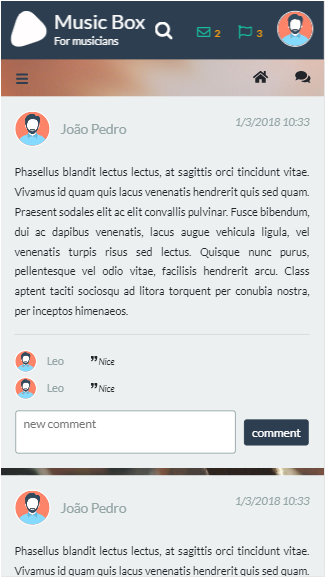 Music Box
For musicians
2
3
João Pedro
1/3/2018 10:33
Phasellus blandit lectus lectus, at sagittis orci tincidunt vitae.
Vivamus id quam quis lacus venenatis hendrerit quis sed quam.
Praesent sodales elit ac elit convallis pulvinar. Fusce bibendum,
dui ac dapibus venenatis, lacus augue vehicula ligula, vel
venenatis turpis risus sed lectus. Quisque nunc purus,
pellentesque vel odio vitae, facilisis hendrerit arcu. Class
aptent taciti sociosqu ad litora torquent per conubia nostra,
per inceptos himenaeos.
Leo
❞Nice
Leo
❞Nice
new comment
comment
João Pedro
1/3/2018 10:33
Phasellus blandit lectus lectus, at sagittis orci tincidunt vitae.
Vivamus id quam quis lacus venenatis hendrerit quis sed quam.